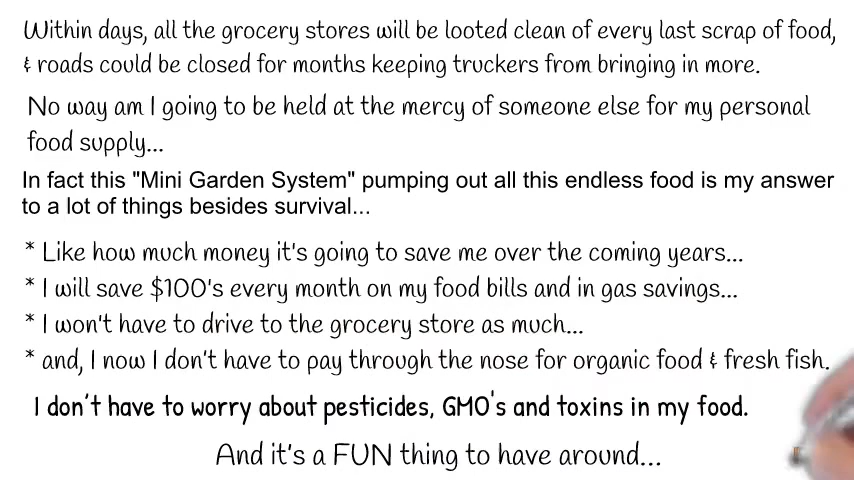 Within days, all the grocery stores will be looted clean of every last scrap of food,
& roads could be closed for months keeping truckers from bringing in more.
No way am I going to be held at the mercy of someone else for my personal
food supply...
In fact this "Mini Garden System" pumping out all this endless food is my answer
to a lot of things besides survival...
* Like how much money it's going to save me over the coming years...
* I will save $100's every month on my food bills and in gas savings...
* I won't have to drive to the grocery store as much...
* and, I now I don't have to pay through the nose for organic food & fresh fish.
I don't have to worry about pesticides, GMO's and toxins in my food.
And it's a FUN thing to have around...